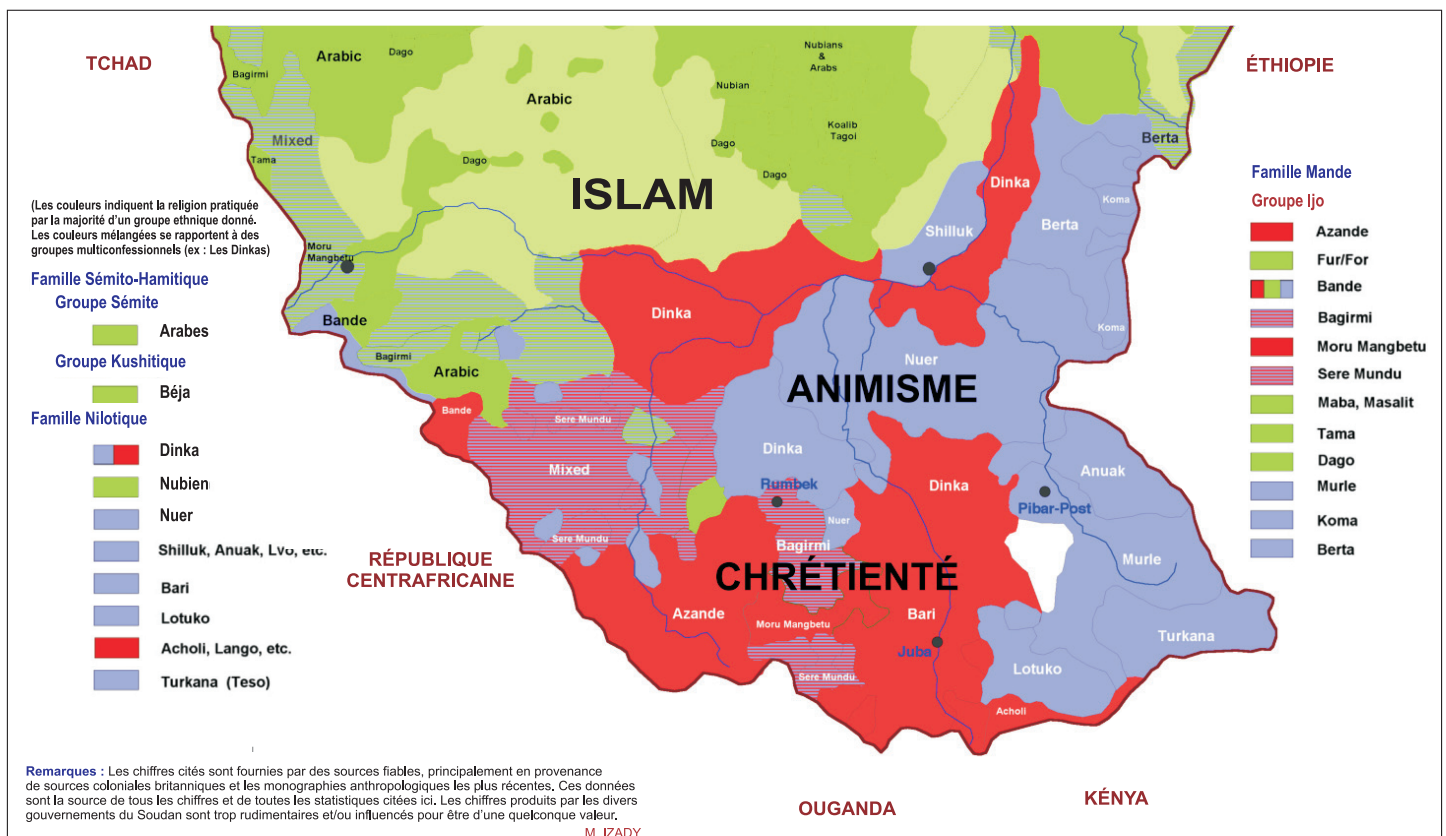 TCHAD
ÉTHIOPIE
Arabic
Dago
Nubians
&
Arabs
Bagirmi
Nubian
Arabic
Koalib
Tagoi
Mixed
Dago
Berta
Tama
Dago
Dago
ISLAM
Dinka
Koma
Berta
Shilluk
(Les couleurs indiquent la religion pratiquée
par la majorité d'un groupe ethnique donné.
Les couleurs mélangées se rapportent à des
groupes multiconfessionnels (ex : Les Dinkas)
Moru
Mangbetu
Famille Sémito-Hamitique
Groupe Sémite
Arabes
Groupe Kushitique
Béja
Famille Nilotique
Dinka
Nubien
Nuer
Shilluk, Anuak, Lvo, etc.
Bari
Lotuko
Acholi, Lango, etc.
Turkana (Teso)
Bande
Dinka
Koma
Bagirmi
Arabic
Nuer
ANIMISME
Bande
Sere Mundu
Dinka
Mixed
Rumbek
Dinka
Anuak
Pibar-Post
Nuer
Sere Mundu
Bagirmi
Murle
CHRÉTIENTÉ
RÉPUBLIQUE
CENTRAFRICAINE
Azande
Moru Mangbetu
Bari
Juba
Turkana
Lotuko
Sere Mundu
Acholi
Famille Mande
Groupe Ijo
Azande
Fur/For
Bande
Bagirmi
Moru Mangbetu
Sere Mundu
Maba, Masalit
Tama
Dago
Murle
Koma
Berta
Remarques : Les chiffres cités sont fournies par des sources fiables, principalement en provenance
de sources coloniales britanniques et les monographies anthropologiques les plus récentes. Ces données
sont la source de tous les chiffres et de toutes les statistiques citées ici. Les chiffres produits par les divers
gouvernements du Soudan sont trop rudimentaires et/ou influencés pour être d'une quelconque valeur.
M. IZADY
OUGANDA
KÉNYA